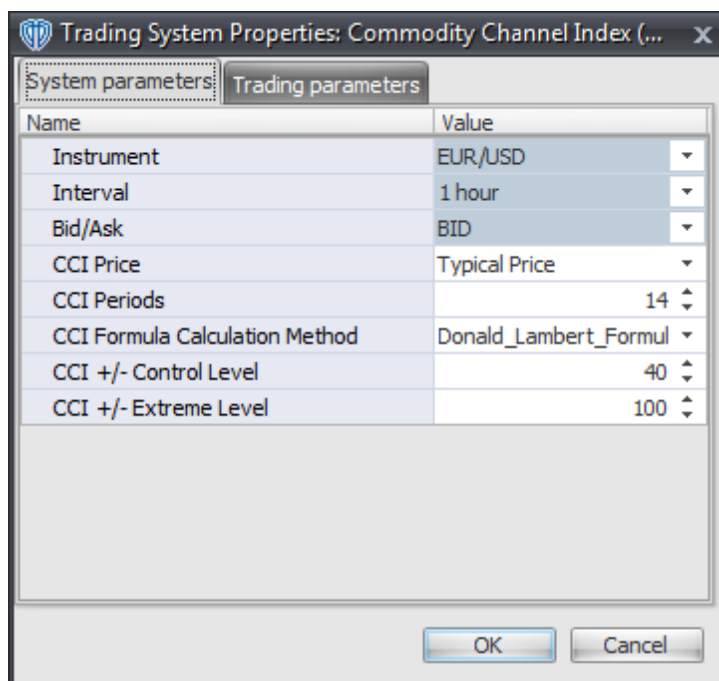 Trading System Properties: Commodity Channel Index (...
System parameters Trading parameters
Name Value
Instrument EUR/USD
Interval 1 hour
Bid/Ask BID
CCI Price Typical Price
CCI Periods 14
CCI Formula Calculation Method Donald_Lambert_Formul
CCI +/- Control Level 40
CCI +/- Extreme Level 100
OK Cancel